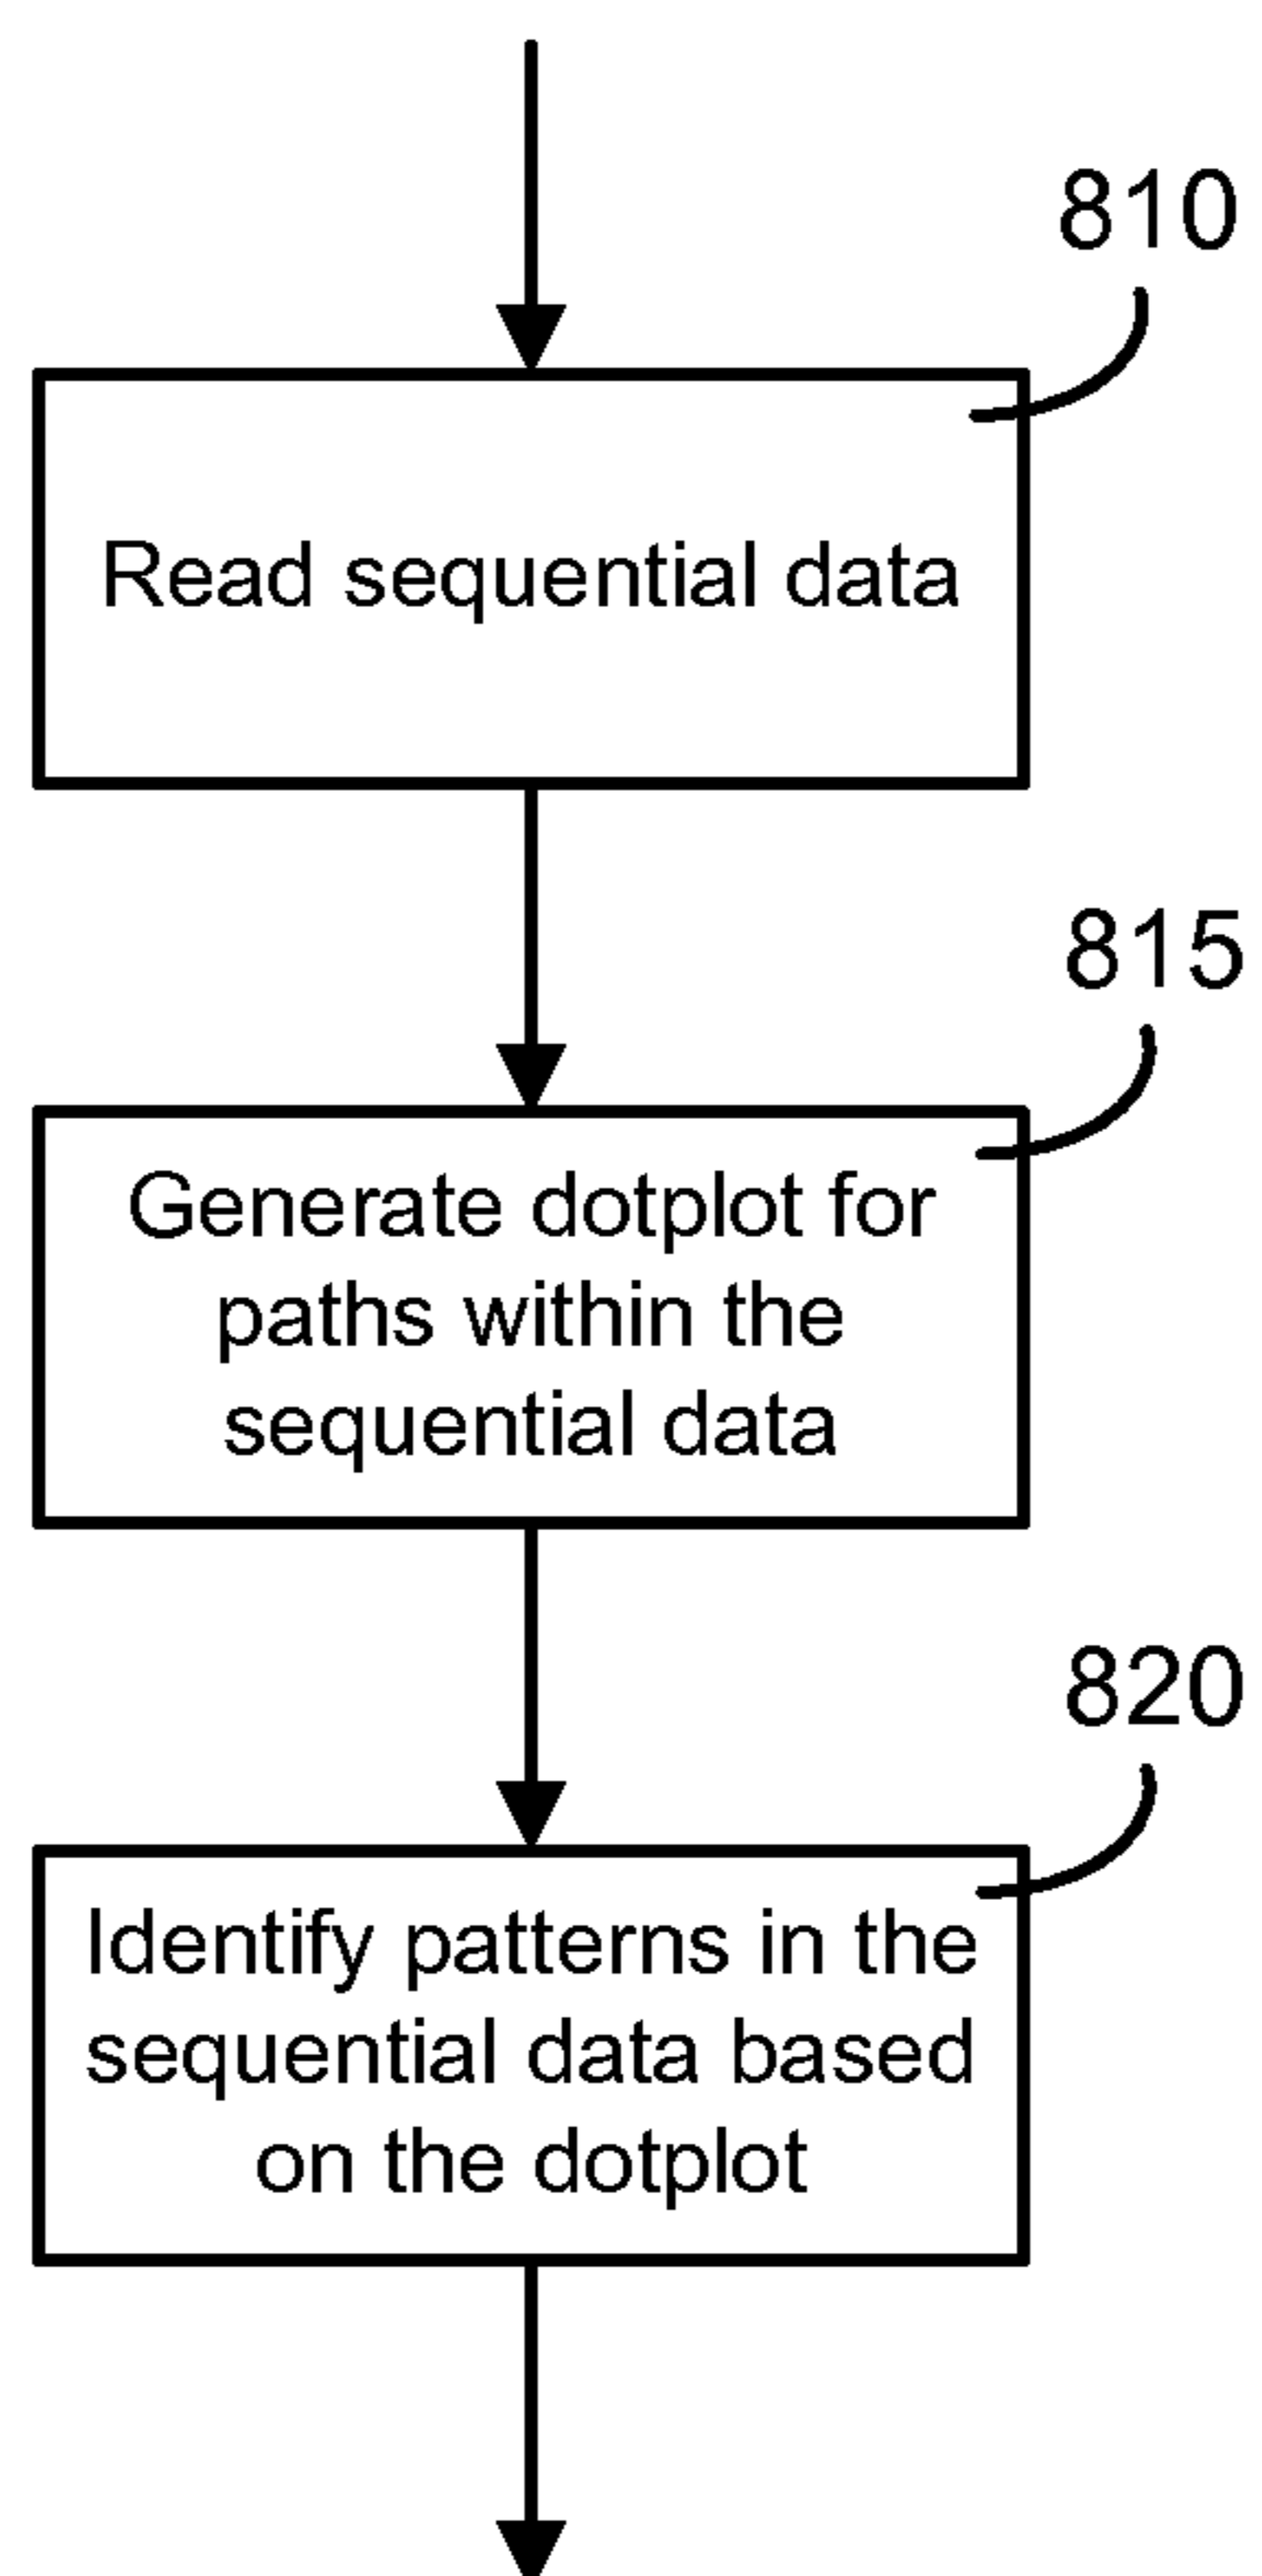 810
Read sequential data
815
Generate dotplot for
paths within the
sequential data
820
Identify patterns in the
sequential data based
on the dotplot